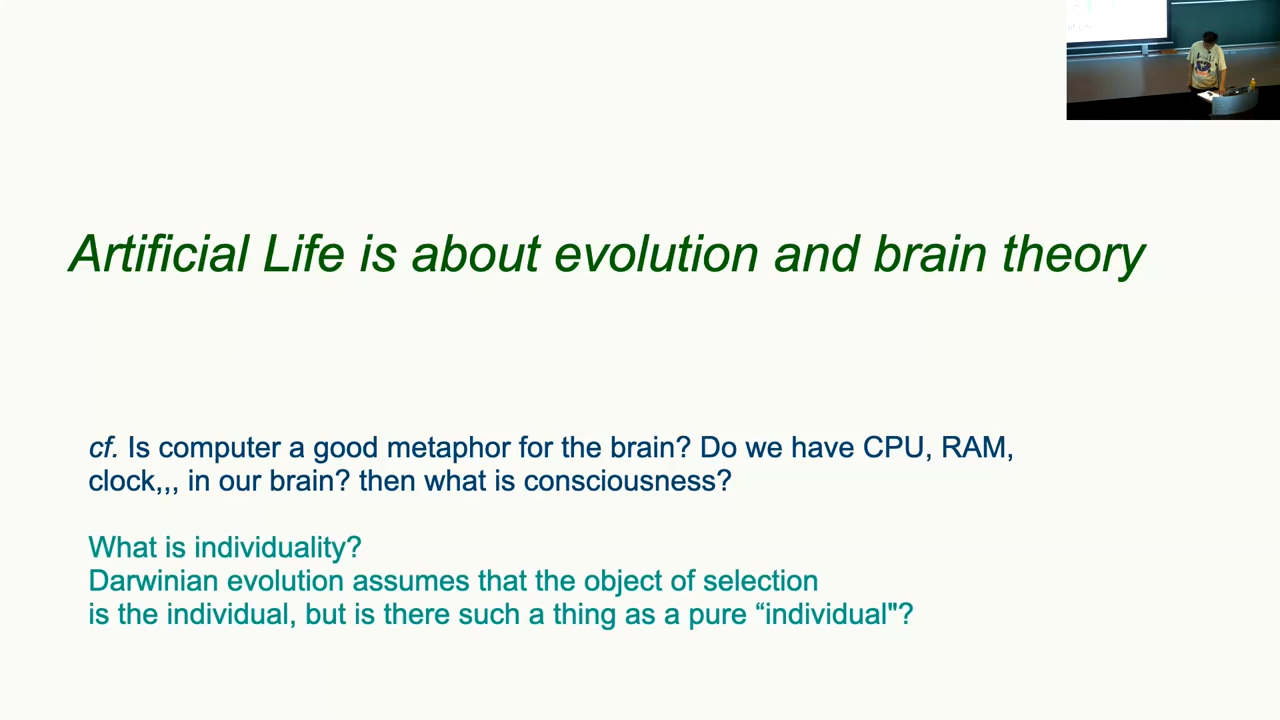 Artificial Life is about evolution and brain theory
cf. Is computer a good metaphor for the brain? Do we have CPU, RAM,
clock,,, in our brain? then what is consciousness?
What is individuality?
Darwinian evolution assumes that the object of selection
is the individual, but is there such a thing as a pure “individual"?